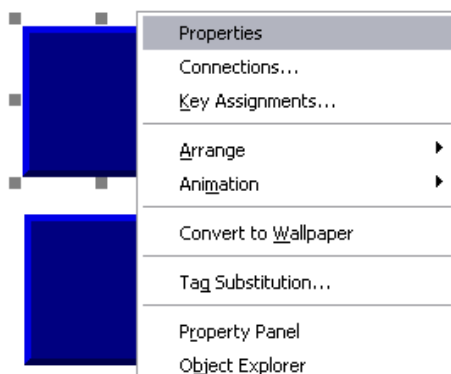 Properties
Connections...
Key Assignments...
Arrange
Animation
Convert to Wallpaper
Tag Substitution...
Property Panel
Object Explorer